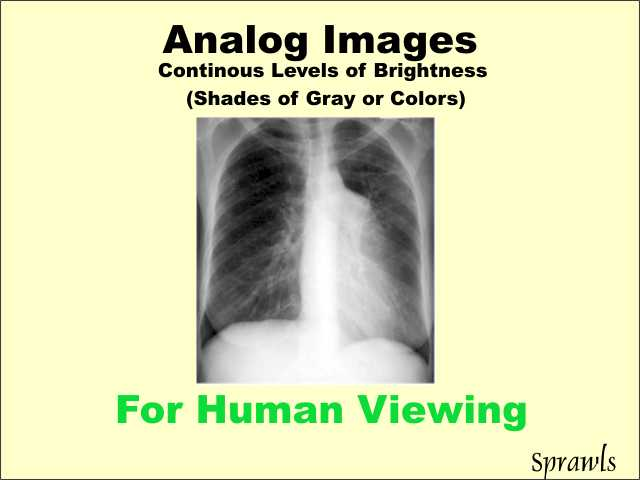 Analog Images
Continous Levels of Brightness
(Shades of Gray or Colors)
For Human Viewing
Sprawls